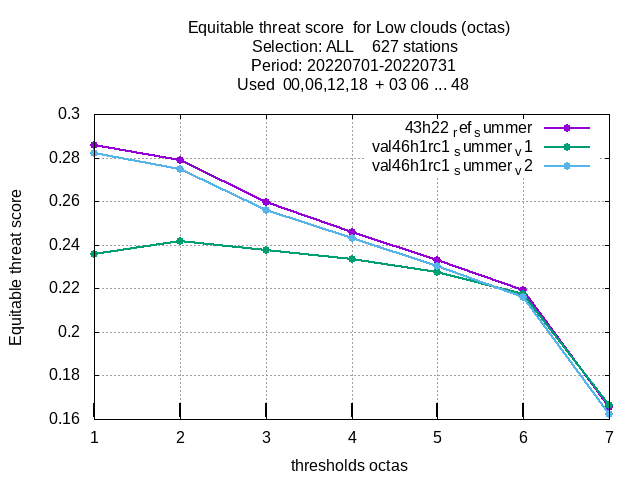 Equitable threat score for Low clouds (octas)
Selection: ALL 627 stations
Period: 20220701-20220731
Used 00,06,12,18 + 03 06 ... 48
0.3
0.28
0.26
0.24
0.22
0.2
0.18
0.16
Equitable threat score
43h22 ref summer
val46h1rc1 summer v1
val46h1rc1 summer v2
1 2 3 4 5 6 7
thresholds octas